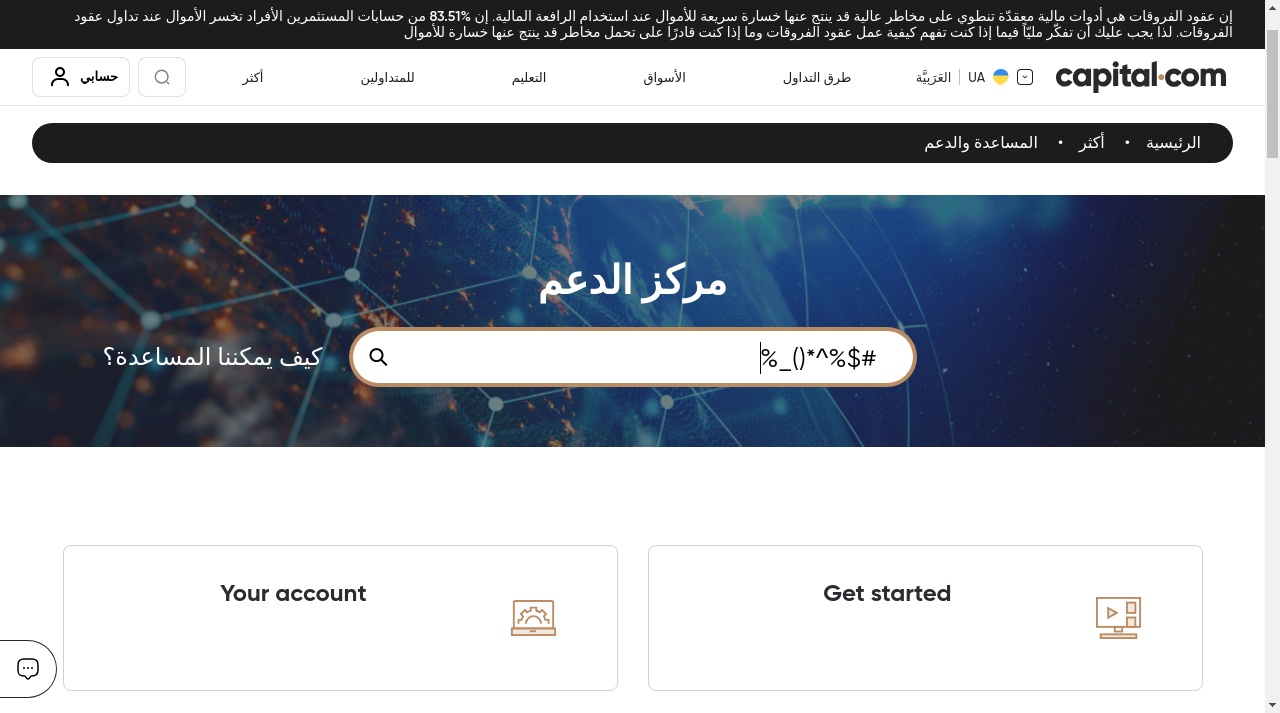 إن عقود الفروقات هي أدوات مالية معقدّة تنطوي على مخاطر عالية قد ينتج عنها خسارة سريعة للأموال عند استخدام الرافعة المالية. إن 83.51% من حسابات المستثمرين الأفراد تخسر الأموال عند تداول عقود
الفروقات. لذا يجب عليك أن تفكّر مليّاً فيما إذا كنت تفهم كيفية عمل عقود الفروقات وما إذا كنت قادرًا على تحمل مخاطر قد ينتج عنها خسارة للأموال
capital.com
UA
العَرَبيَّة
طرق التداول
الأسواق
التعليم
للمتداولين
أكثر
حسابي
الرئيسية • أكثر • المساعدة والدعم
مركز الدعم
#$%^*()_%
كيف يمكننا المساعدة؟
Get started
Your account